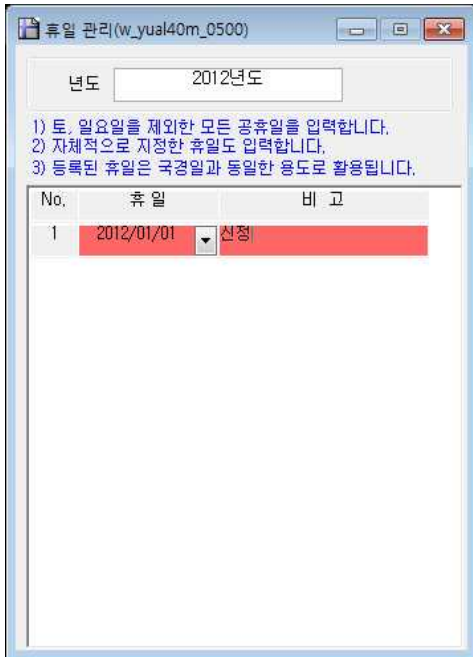 휴일 관리(w_yual40m_0500)
년도 2012년도
1) 토, 일요일을 제외한 모든 공휴일을 입력합니다.
2) 자체적으로 지정한 휴일도 입력합니다.
3) 등록된 휴일은 국경일과 동일한 용도로 활용됩니다.
No. 휴 일 비 고
1 2012/01/01 신정